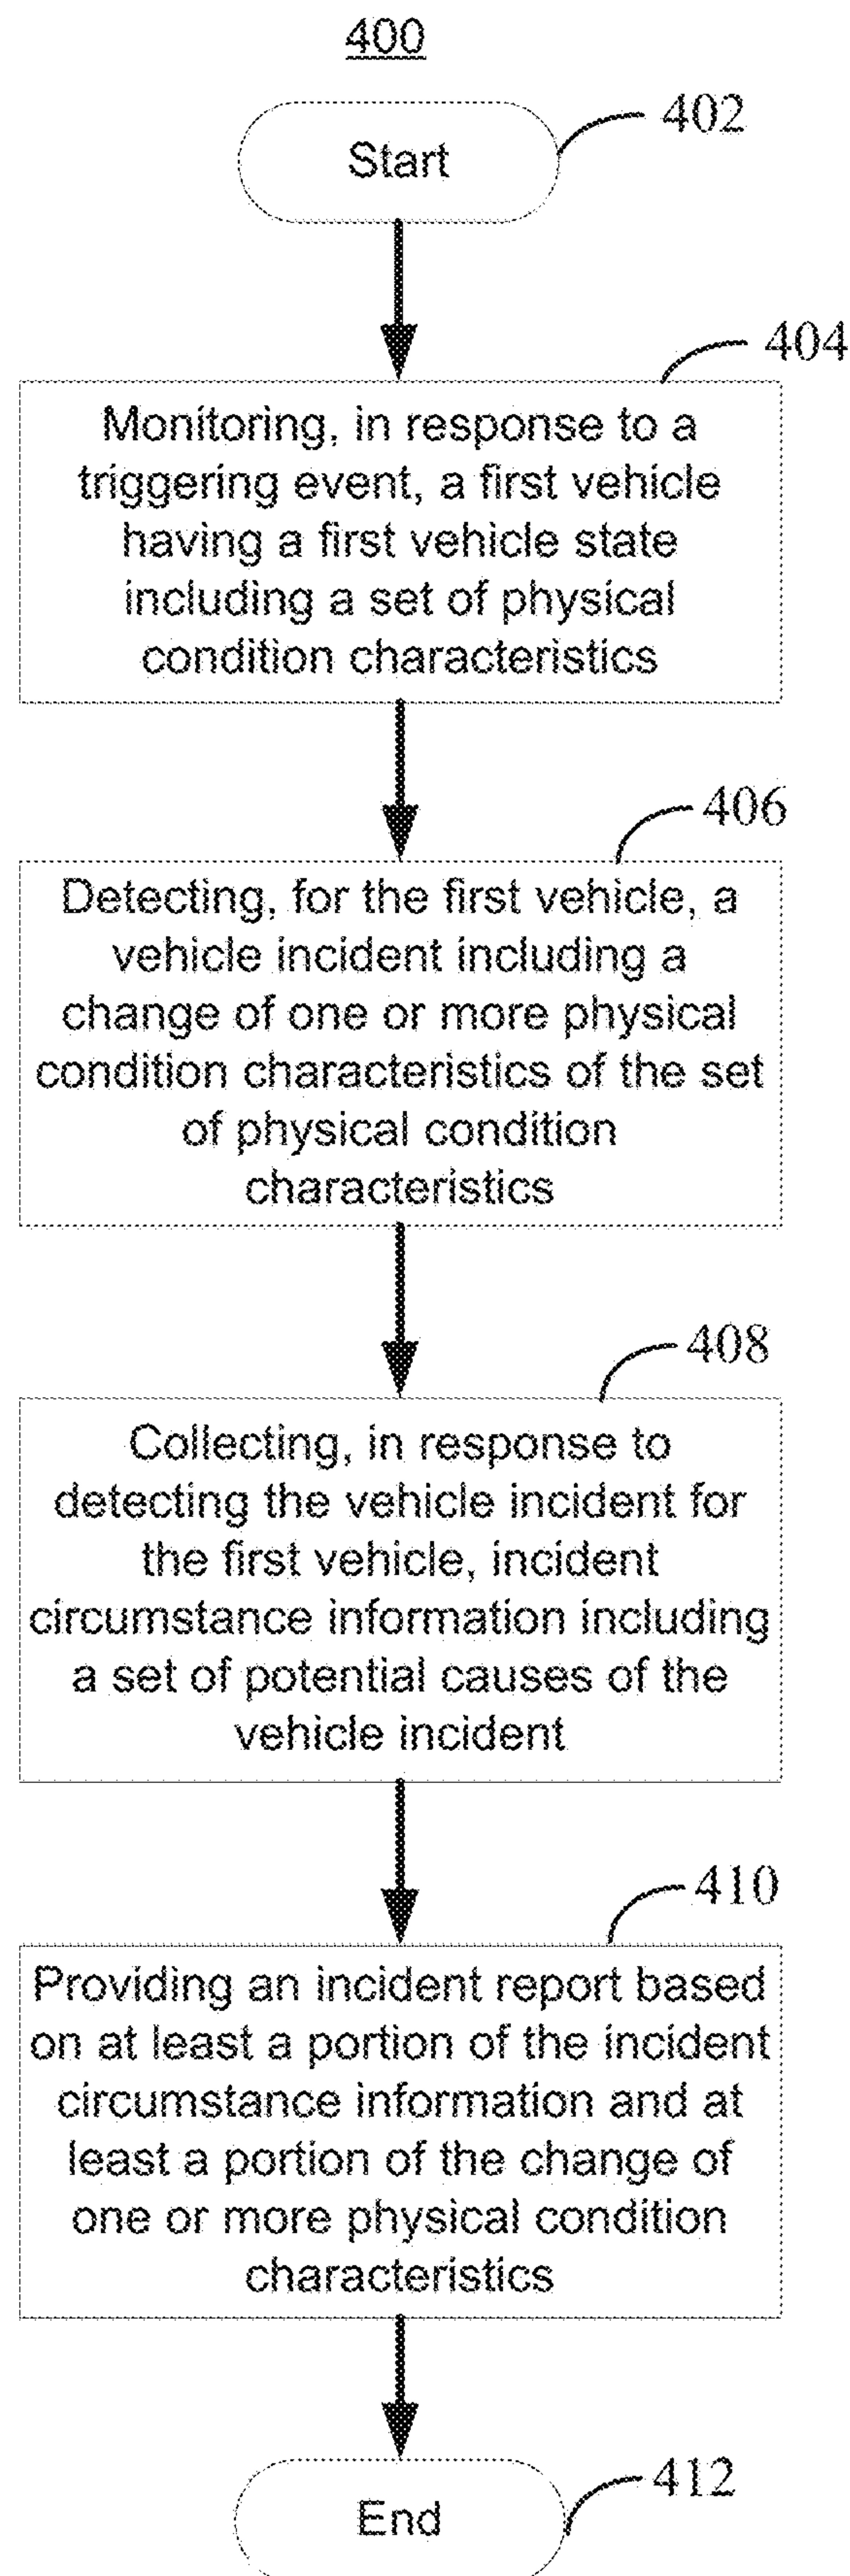 400
Start
402
404
Monitoring, in response to a
triggering event, a first vehicle
having a first vehicle state
including a set of physical
condition characteristics
406
Detecting, for the first vehicle, a
vehicle incident including a
change of one or more physical
condition characteristics of the set
of physical condition
characteristics
408
Collecting, in response to
detecting the vehicle incident for
the first vehicle, incident
circumstance information including
a set of potential causes of the
vehicle incident
410
Providing an incident report based
on at least a portion of the incident
circumstance information and at
least a portion of the change of
one or more physical condition
characteristics
End
412